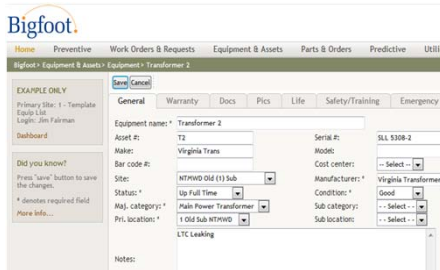 Bigfoot.
Home Preventive Work Orders & Requests Equipment & Assets Parts & Orders Predictive Utili
Bigfoot> Equipment & Assets> Equipment> Transformer 2
Save Cancel
EXAMPLE ONLY
Primary Site: 1 - Template
Equip List
Login: Jim Fairman
Dashboard
Did you know?
Press "save" button to save
the changes.
* denotes required field
More info...
General Warranty Docs Pics Life Safety/Training Emergency
Equipment name: * Transformer 2
Asset #: T2 Serial #: SLL 5308-2
Make: Virginia Trans Model:
Bar code #: Cost center: -- Select --
Site: NTMWD Old (1) Sub Manufacturer: * Virginia Transformer
Status: * Up Full Time Condition: * Good
Maj. category: * Main Power Transformer Sub category: - - Select - -
Pri. location: * 1 Old Sub NTMWD Sub location: - - Select - -
LTC Leaking
Notes: